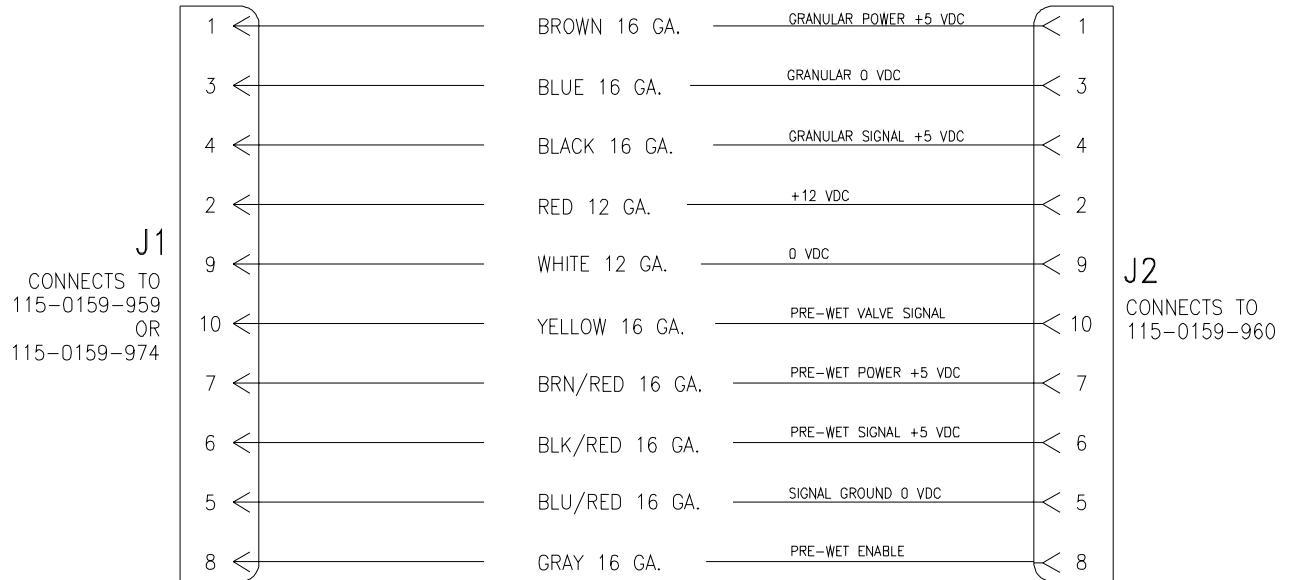 1 BROWN 16 GA. GRANULAR POWER +5 VDC 1
3 BLUE 16 GA. GRANULAR 0 VDC 3
4 BLACK 16 GA. GRANULAR SIGNAL +5 VDC 4
2 RED 12 GA. +12 VDC 2
J1
CONNECTS TO
115-0159-959
OR
115-0159-974
9 WHITE 12 GA. 0 VDC 9
J2
CONNECTS TO
115-0159-960
10 YELLOW 16 GA. PRE-WET VALVE SIGNAL 10
7 BRN/RED 16 GA. PRE-WET POWER +5 VDC 7
6 BLK/RED 16 GA. PRE-WET SIGNAL +5 VDC 6
5 BLU/RED 16 GA. SIGNAL GROUND 0 VDC 5
8 GRAY 16 GA. PRE-WET ENABLE 8